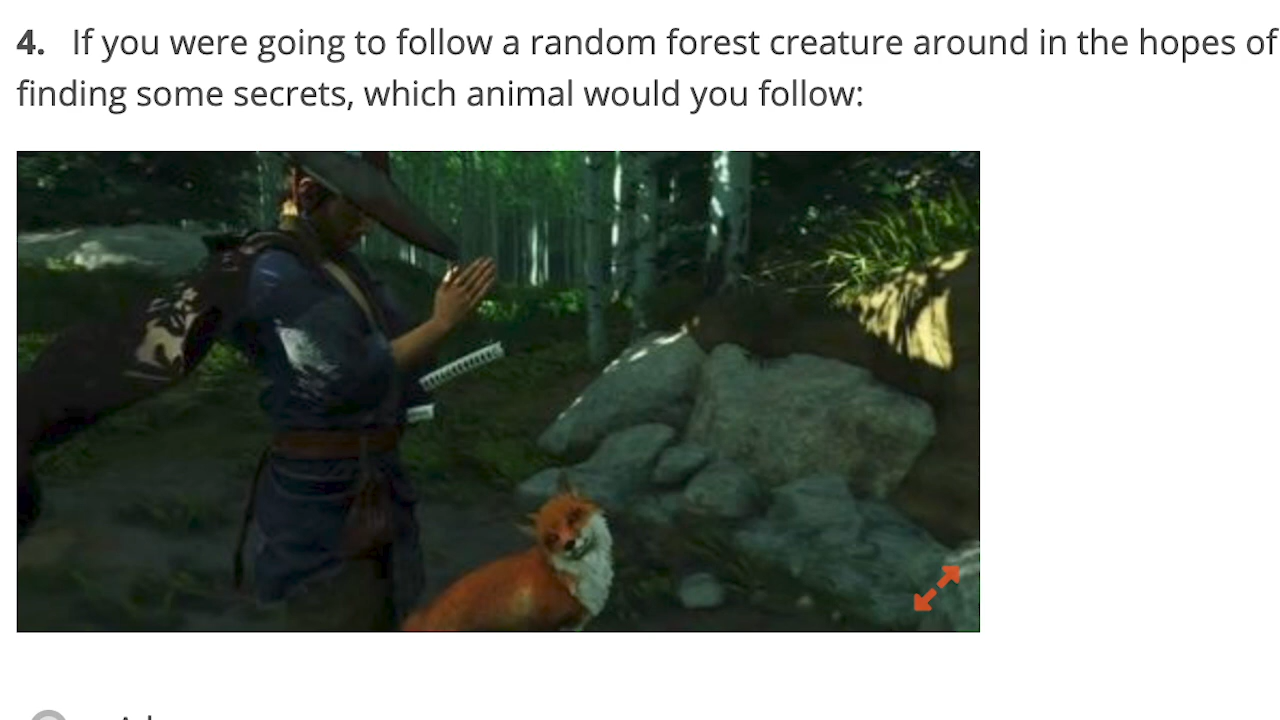 4. If you were going to follow a random forest creature around in the hopes of
finding some secrets, which animal would you follow: